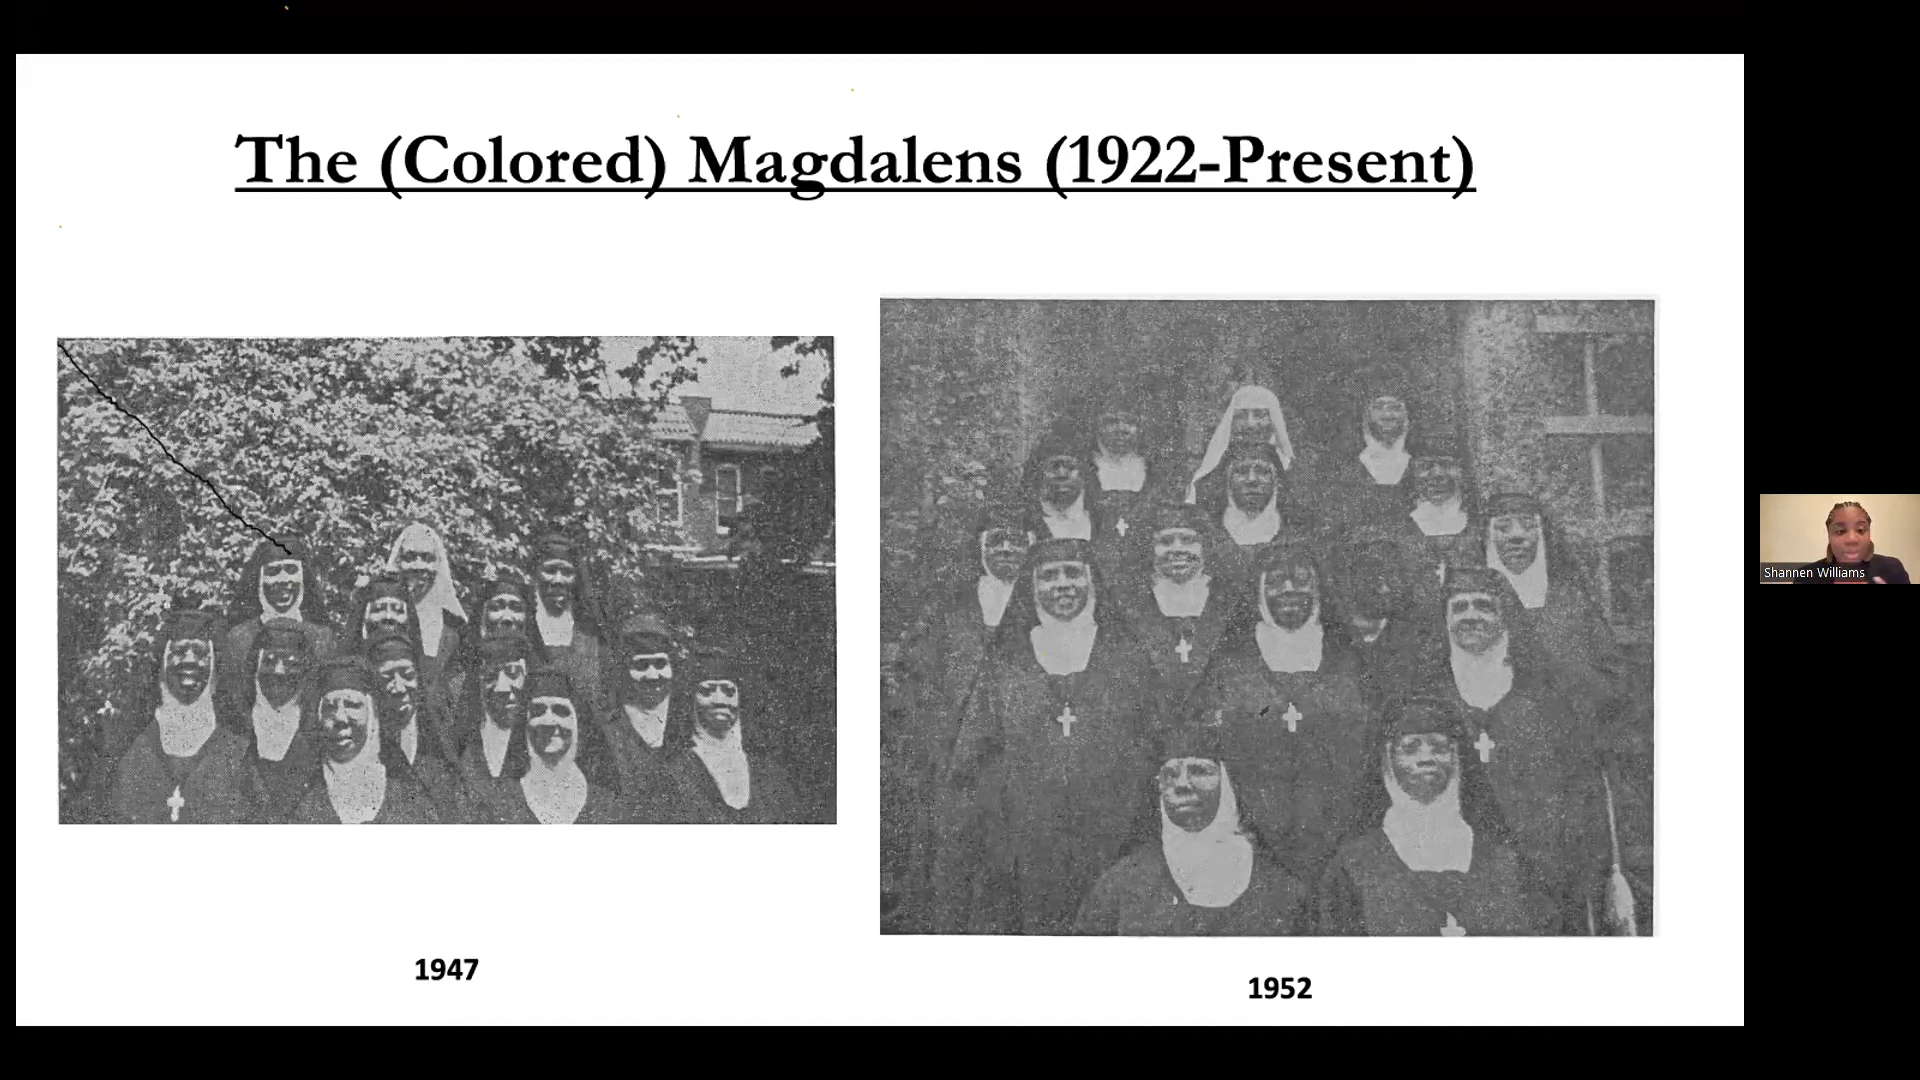 The (Colored) Magdalens (1922-Present)
1947
1952
Shannen Williams